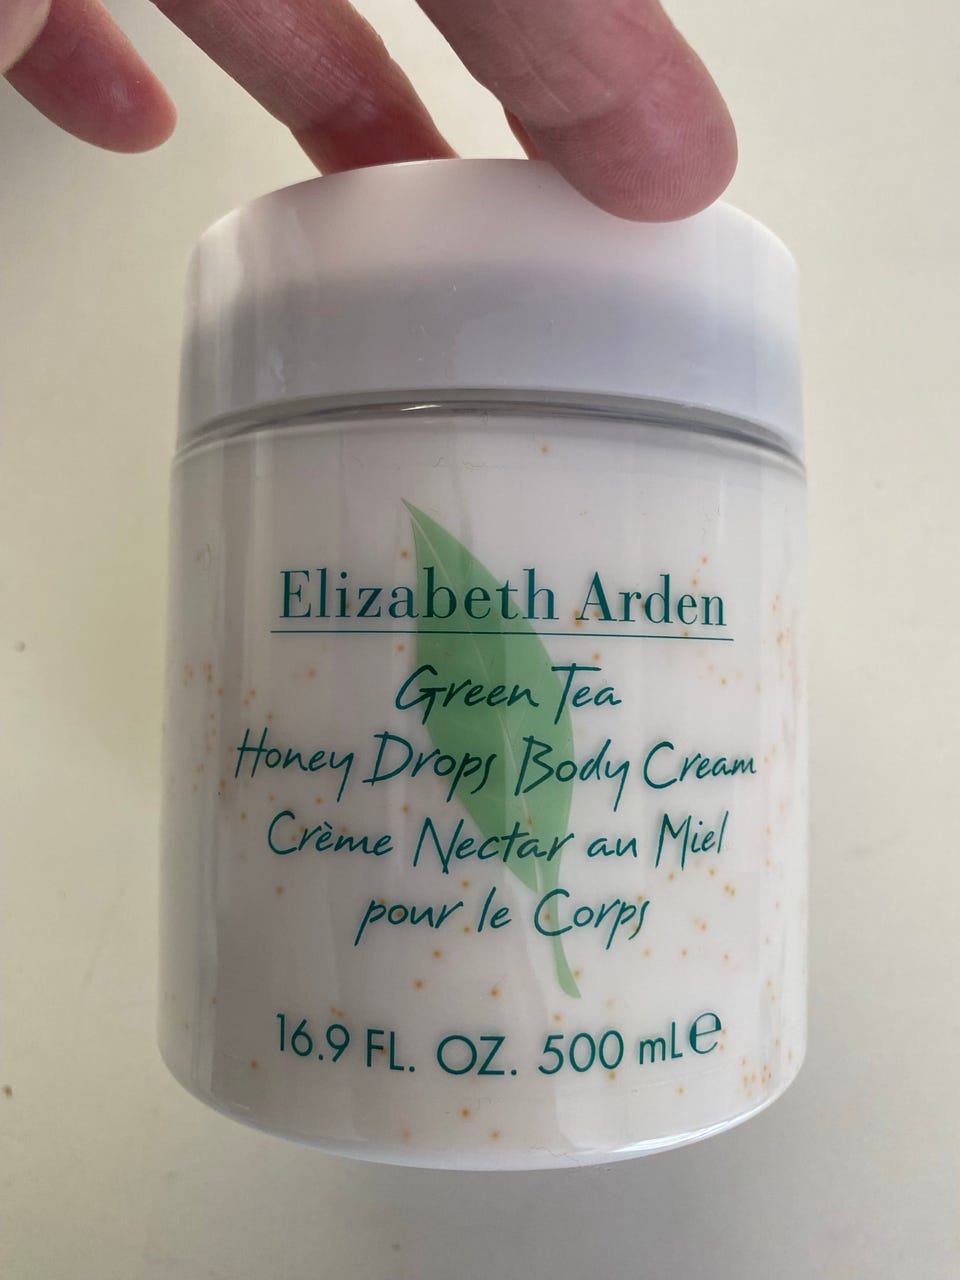 Elizabeth Arden
Green Tea
Honey Drops Body Cream
Crème Nectar au Miel
pour le Corps
16.9 FL. OZ. 500 mL ℮